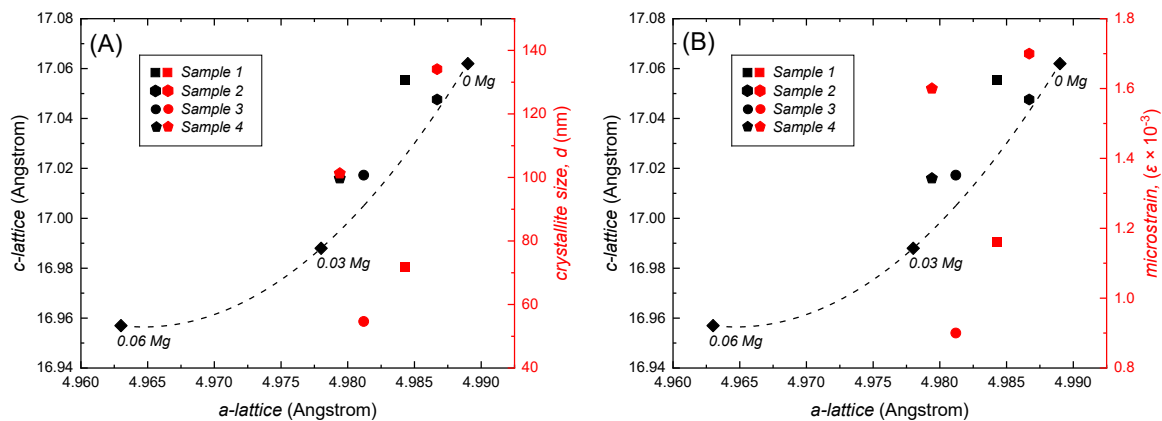 (A)
Sample 1
Sample 2
Sample 3
Sample 4
0 Mg
0.03 Mg
0.06 Mg
17.08
17.06
17.04
17.02
17.00
16.98
16.96
16.94
c-lattice (Angstrom)
4.960 4.965 4.970 4.975 4.980 4.985 4.990
a-lattice (Angstrom)
140
120
100
80
60
40
crystallite size, d (nm)
(B)
Sample 1
Sample 2
Sample 3
Sample 4
0 Mg
0.03 Mg
0.06 Mg
17.08
17.06
17.04
17.02
17.00
16.98
16.96
16.94
c-lattice (Angstrom)
4.960 4.965 4.970 4.975 4.980 4.985 4.990
a-lattice (Angstrom)
1.8
1.6
1.4
1.2
1.0
0.8
microstrain, (ε × 10⁻³)